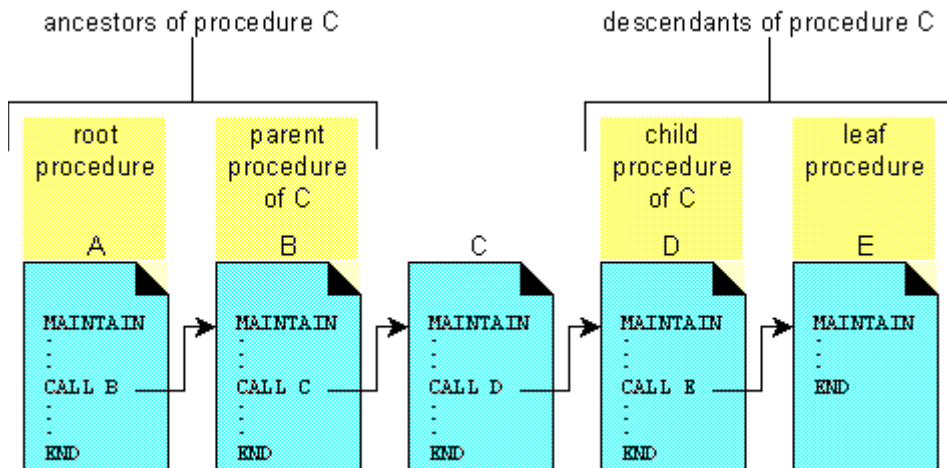 ancestors of procedure C
descendants of procedure C
root
procedure
parent
procedure
of C
child
procedure
of C
leaf
procedure
A
B
C
D
E
MAINTAIN
.
.
.
CALL B
.
.
.
END
MAINTAIN
.
.
.
CALL C
.
.
.
END
MAINTAIN
.
.
.
CALL D
.
.
.
END
MAINTAIN
.
.
.
CALL E
.
.
.
END
MAINTAIN
.
.
.
END